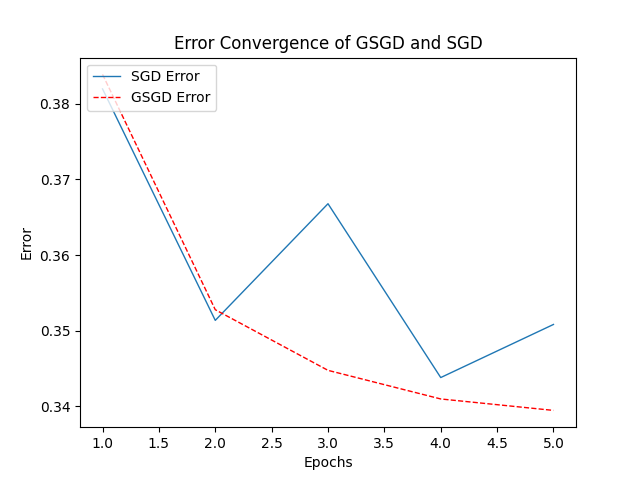 Error Convergence of GSGD and SGD
SGD Error
GSGD Error
0.38
0.37
0.36
0.35
0.34
Error
1.0 1.5 2.0 2.5 3.0 3.5 4.0 4.5 5.0
Epochs